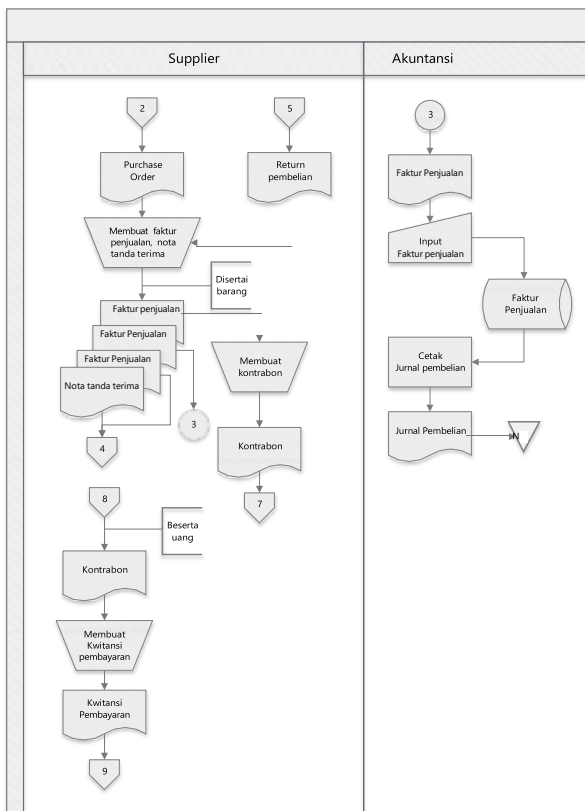 Supplier
Akuntansi
2
Purchase
Order
Membuat faktur
penjualan, nota
tanda terima
Disertai
barang
Faktur penjualan
Faktur Penjualan
Faktur Penjualan
Nota tanda terima
3
4
5
Return
pembelian
Membuat
kontrabon
Kontrabon
7
8
Beserta
uang
Kontrabon
Membuat
Kwitansi
pembayaran
Kwitansi
Pembayaran
9
3
Faktur Penjualan
Input
Faktur penjualan
Faktur
Penjualan
Cetak
Jurnal pembelian
Jurnal Pembelian
N